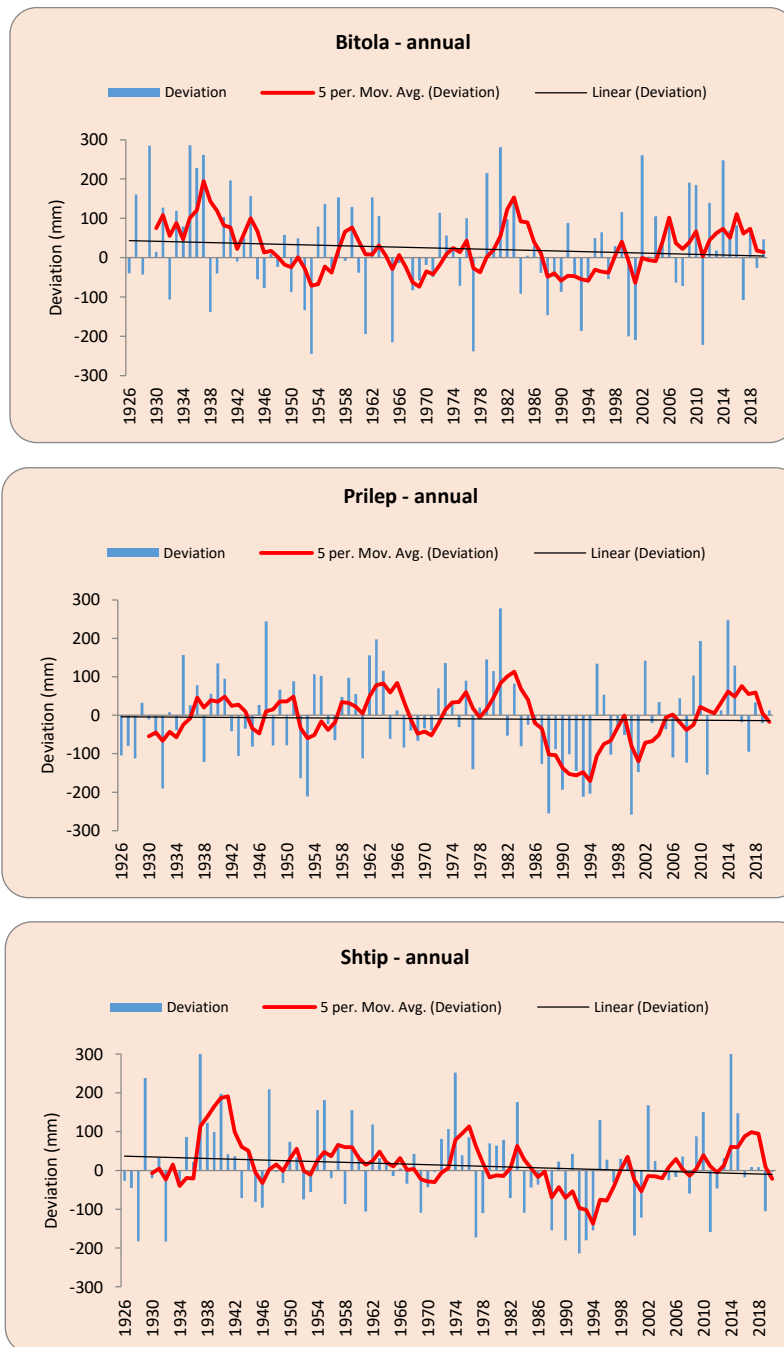 Bitola - annual
Deviation 5 per. Mov. Avg. (Deviation) Linear (Deviation)
Deviation (mm)
300
200
100
0
-100
-200
-300
1926 1930 1934 1938 1942 1946 1950 1954 1958 1962 1966 1970 1974 1978 1982 1986 1990 1994 1998 2002 2006 2010 2014 2018
Prilep - annual
Deviation 5 per. Mov. Avg. (Deviation) Linear (Deviation)
Deviation (mm)
300
200
100
0
-100
-200
-300
1926 1930 1934 1938 1942 1946 1950 1954 1958 1962 1966 1970 1974 1978 1982 1986 1990 1994 1998 2002 2006 2010 2014 2018
Shtip - annual
Deviation 5 per. Mov. Avg. (Deviation) Linear (Deviation)
Deviation (mm)
300
200
100
0
-100
-200
-300
1926 1930 1934 1938 1942 1946 1950 1954 1958 1962 1966 1970 1974 1978 1982 1986 1990 1994 1998 2002 2006 2010 2014 2018